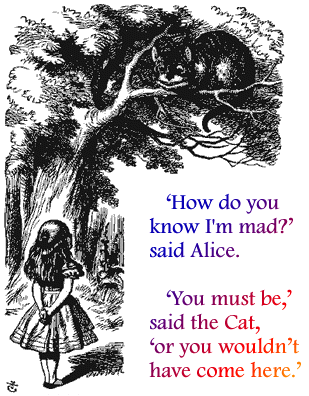 ‘How do you
know I'm mad?’
said Alice.
‘You must be,’
said the Cat,
‘or you wouldn’t
have come here.’